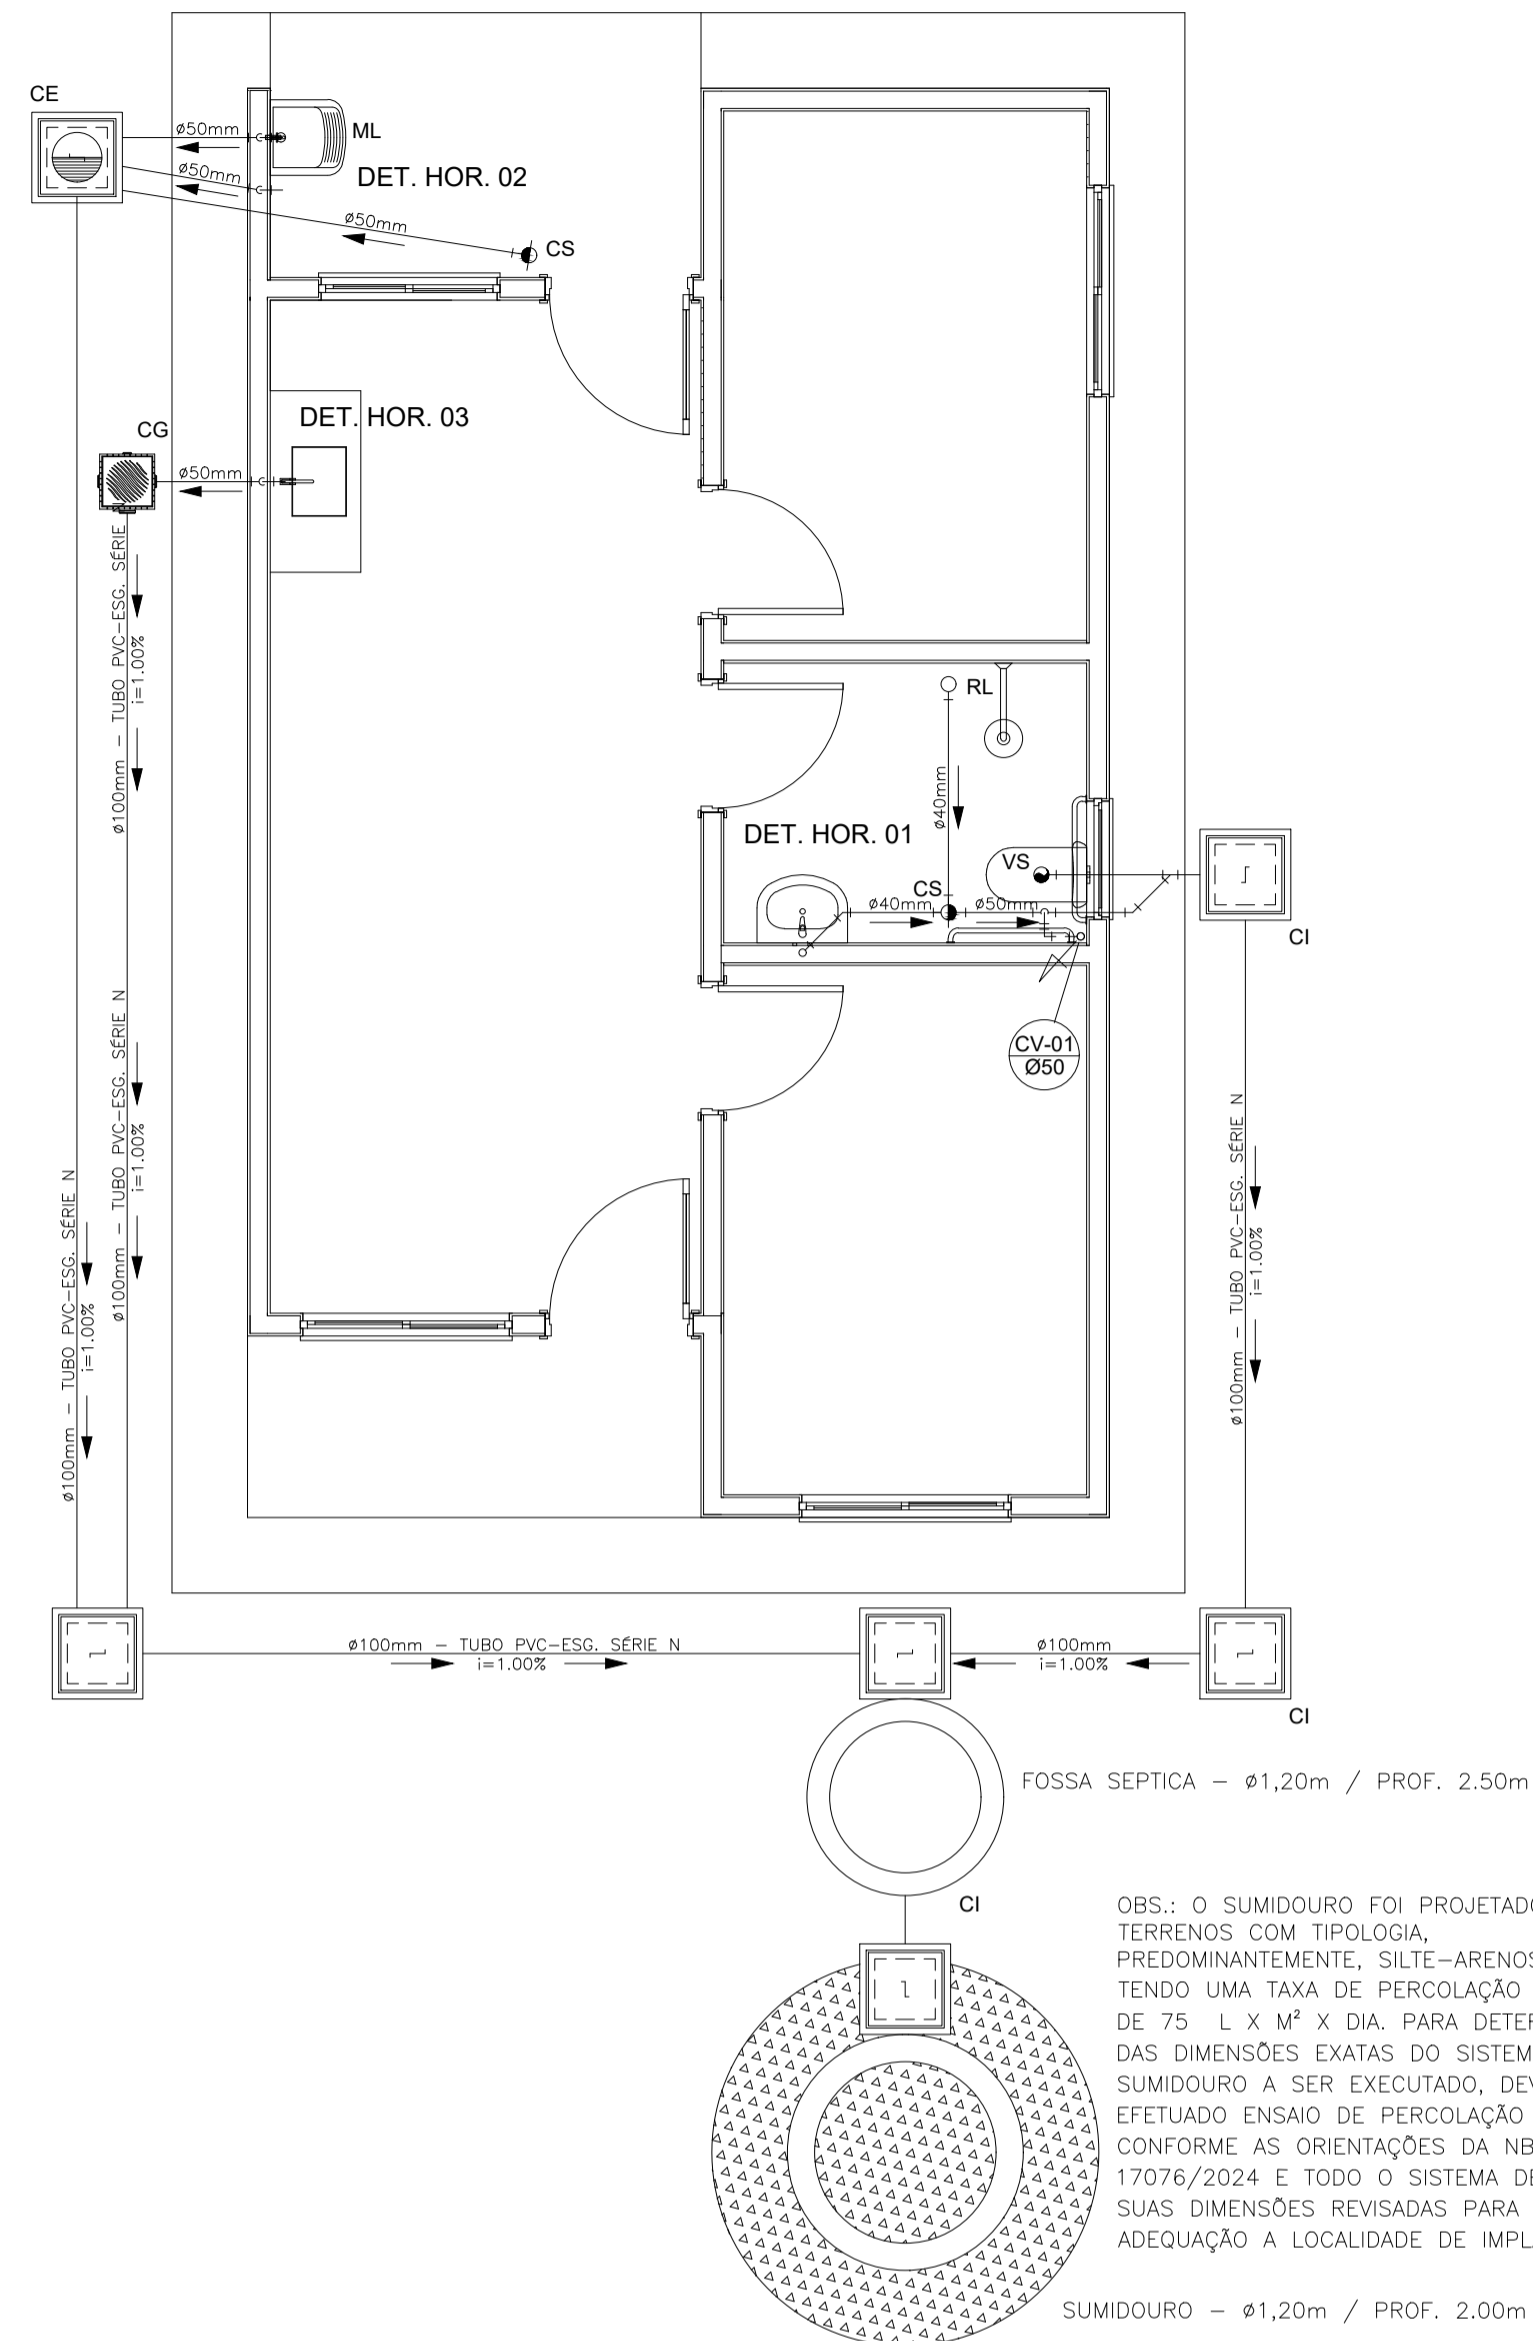 CE
ø50mm
ML
DET. HOR. 02
ø50mm
ø50mm
CS
DET. HOR. 03
CG
ø50mm
ø100mm – TUBO PVC–ESG. SÉRIE
i=1.00%
RL
ø40mm
DET. HOR. 01
VS
CS
ø40mm
ø50mm
CI
CV-01
Ø50
ø100mm – TUBO PVC–ESG. SÉRIE N
i=1.00%
ø100mm – TUBO PVC–ESG. SÉRIE N
i=1.00%
ø100mm – TUBO PVC–ESG. SÉRIE N
i=1.00%
ø100mm – TUBO PVC–ESG. SÉRIE N
i=1.00%
ø100mm
i=1.00%
CI
FOSSA SEPTICA – ø1,20m / PROF. 2.50m
CI
OBS.: O SUMIDOURO FOI PROJETADO
TERRENOS COM TIPOLOGIA,
PREDOMINANTEMENTE, SILTE–ARENOS
TENDO UMA TAXA DE PERCOLAÇÃO
DE 75 L X M² X DIA. PARA DETER
DAS DIMENSÕES EXATAS DO SISTEM
SUMIDOURO A SER EXECUTADO, DEV
EFETUADO ENSAIO DE PERCOLAÇÃO
CONFORME AS ORIENTAÇÕES DA NB
17076/2024 E TODO O SISTEMA DE
SUAS DIMENSÕES REVISADAS PARA
ADEQUAÇÃO A LOCALIDADE DE IMPL
SUMIDOURO – ø1,20m / PROF. 2.00m